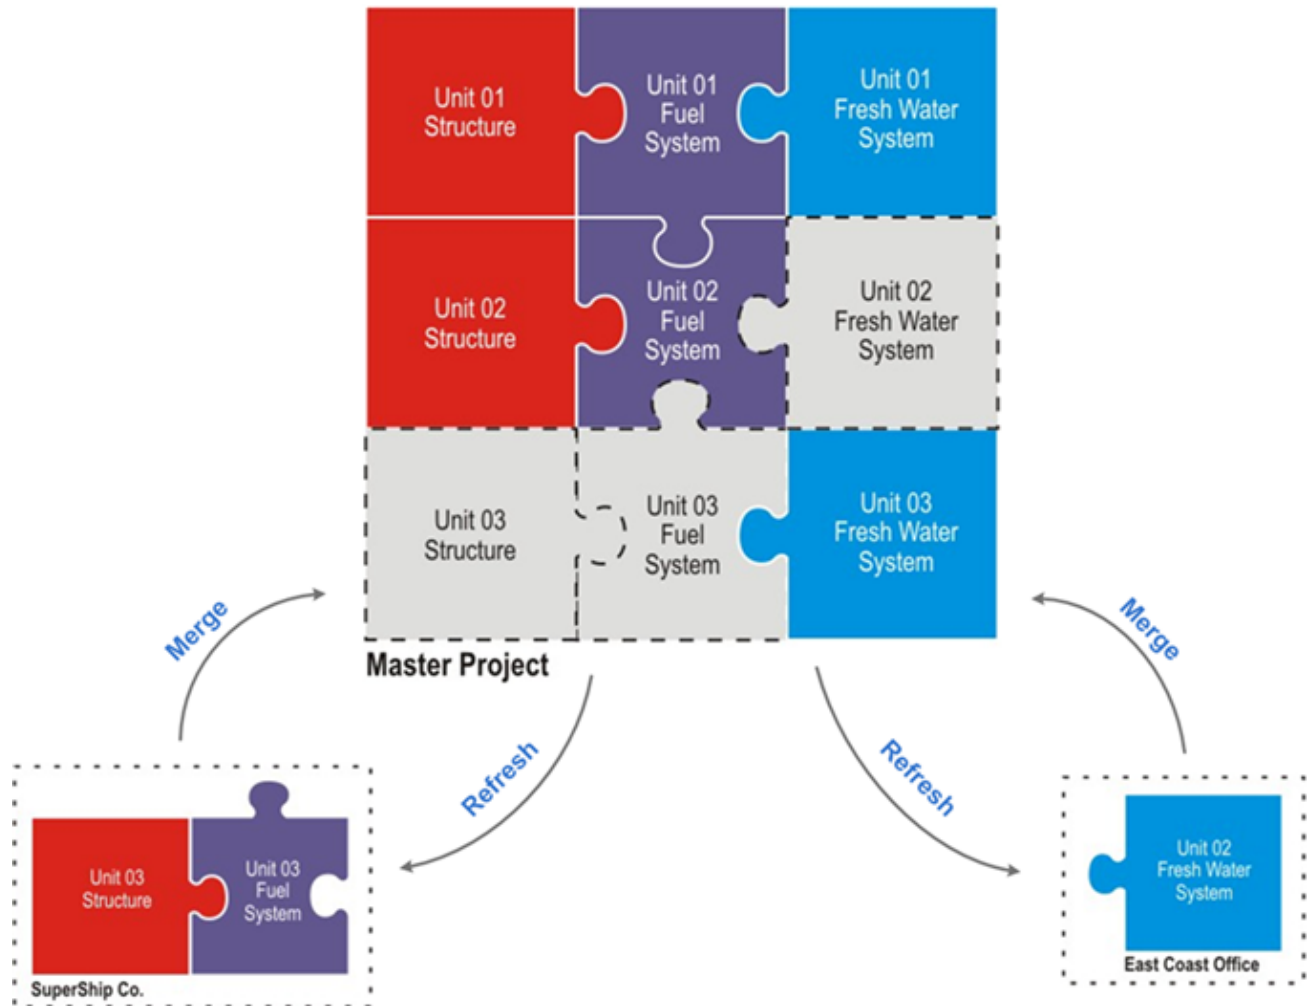 Unit 01
Structure
Unit 01
Fuel
System
Unit 01
Fresh Water
System
Unit 02
Structure
Unit 02
Fuel
System
Unit 02
Fresh Water
System
Unit 03
Structure
Unit 03
Fuel
System
Unit 03
Fresh Water
System
Merge
Master Project
Refresh
Refresh
Merge
Unit 03
Structure
Unit 03
Fuel
System
SuperShip Co.
Unit 02
Fresh Water
System
East Coast Office